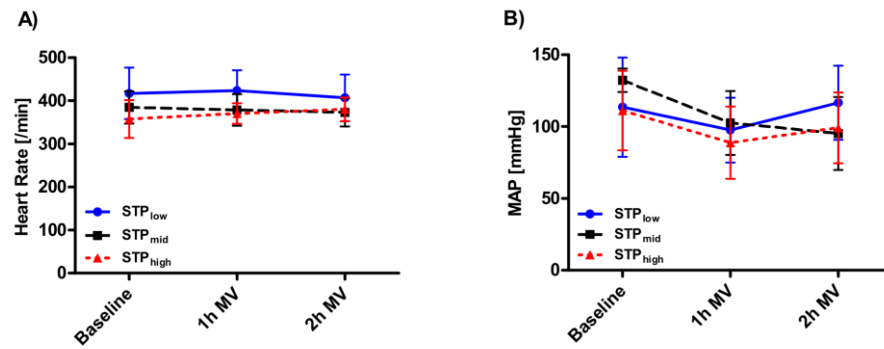 A)
Heart Rate [/min]
500
400
300
200
100
0
STPlow
STPmid
STPhigh
Baseline
1h MV
2h MV
B)
MAP [mmHg]
150
100
50
0
STPlow
STPmid
STPhigh
Baseline
1h MV
2h MV